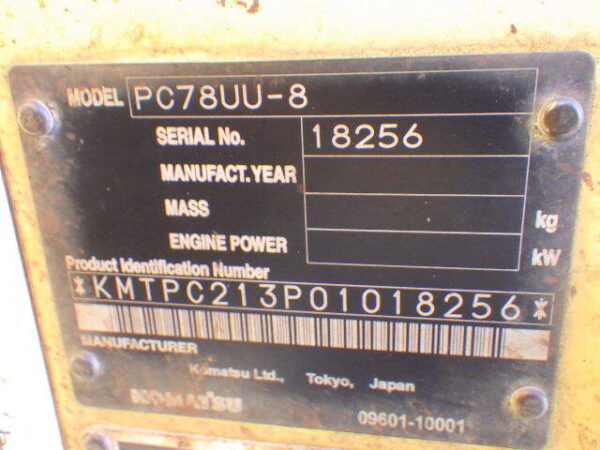 MODEL PC78UU-8
SERIAL No. 18256
MANUFACT. YEAR
MASS kg
ENGINE POWER kW
Product Identification Number
*KMTPC213P01018256*
MANUFACTURER
Komatsu Ltd., Tokyo, Japan
KOMATSU
09601-10001